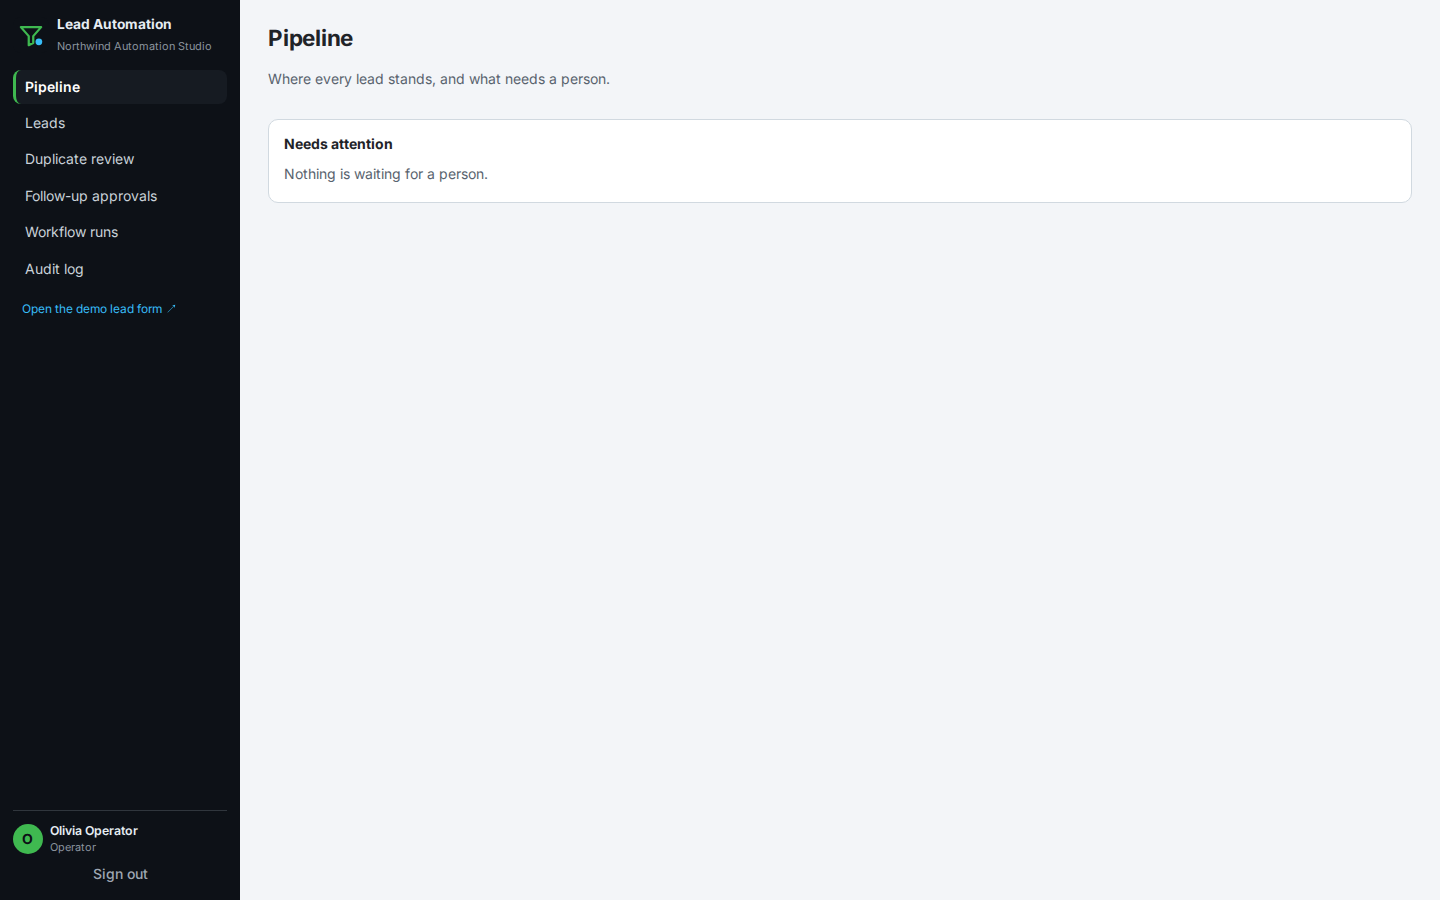 Lead Automation
Northwind Automation Studio
Pipeline
Leads
Duplicate review
Follow-up approvals
Workflow runs
Audit log
Open the demo lead form ↗
O
Olivia Operator
Operator
Sign out
Pipeline
Where every lead stands, and what needs a person.
Needs attention
Nothing is waiting for a person.